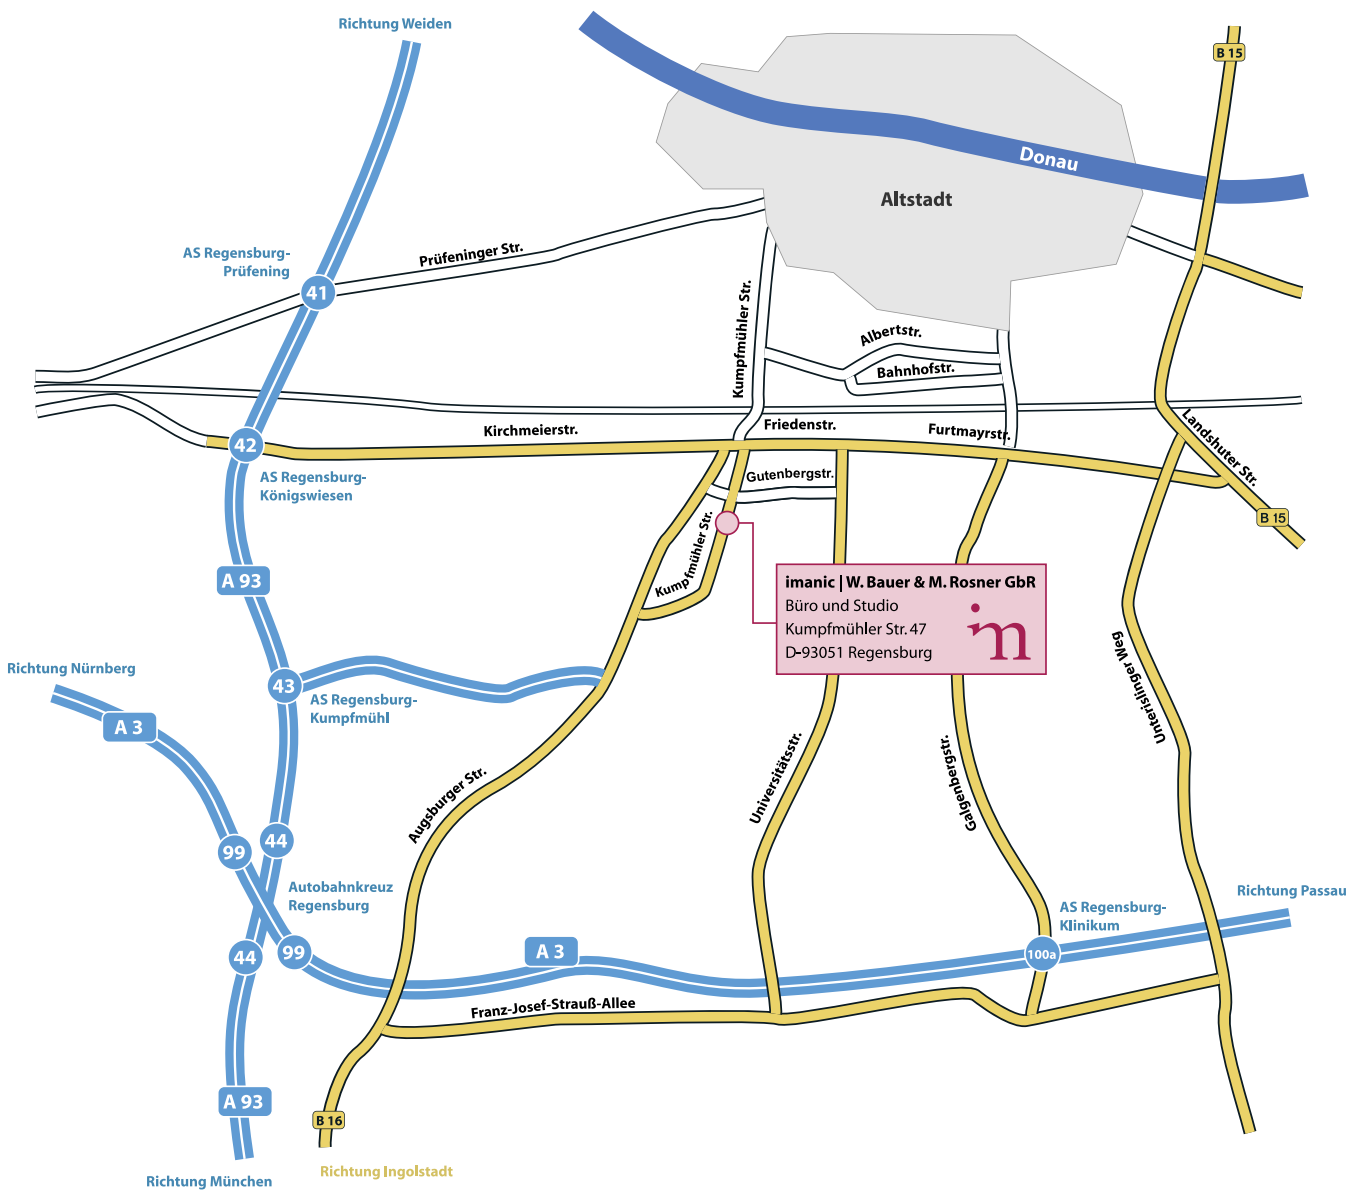 Richtung Weiden
B 15
Donau
Altstadt
AS Regensburg-
Prüfening
Prüfeninger Str.
41
Kumpfmühler Str.
Albertstr.
Bahnhofstr.
Kirchmeierstr.
Friedenstr.
Furtmayrstr.
Landshuter Str.
42
AS Regensburg-
Königswiesen
Gutenbergstr.
B 15
Kumpfmühler Str.
A 93
imanic | W. Bauer & M. Rosner GbR
Büro und Studio
Kumpfmühler Str. 47
D-93051 Regensburg
im
Richtung Nürnberg
43
AS Regensburg-
Kumpfmühl
Unterislinger Weg
A 3
Augsburger Str.
Universitätsstr.
Galgenbergstr.
44
99
Autobahnkreuz
Regensburg
Richtung Passau
AS Regensburg-
Klinikum
44
99
A 3
100a
Franz-Josef-Strauß-Allee
A 93
B 16
Richtung Ingolstadt
Richtung München